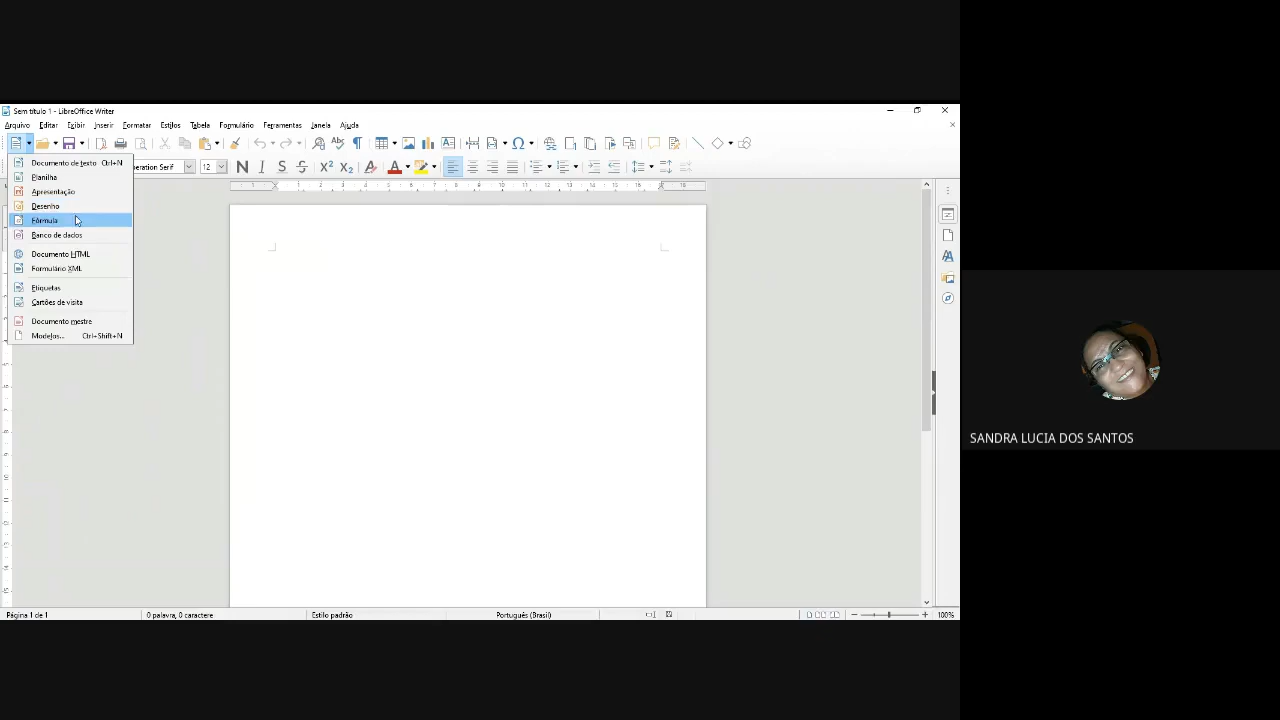 Sem título 1 - LibreOffice Writer
Arquivo Editar Exibir Inserir Formatar Estilos Tabela Formulário Ferramentas Janela Ajuda
Documento de texto Ctrl+N
eration Serif 12
Planilha
Apresentação
Desenho
Fórmula
Banco de dados
Documento HTML
Formulário XML
Etiquetas
Cartões de visita
Documento mestre
Modelos... Ctrl+Shift+N
SANDRA LUCIA DOS SANTOS
Página 1 de 1 0 palavra, 0 caractere Estilo padrão Português (Brasil) 100%